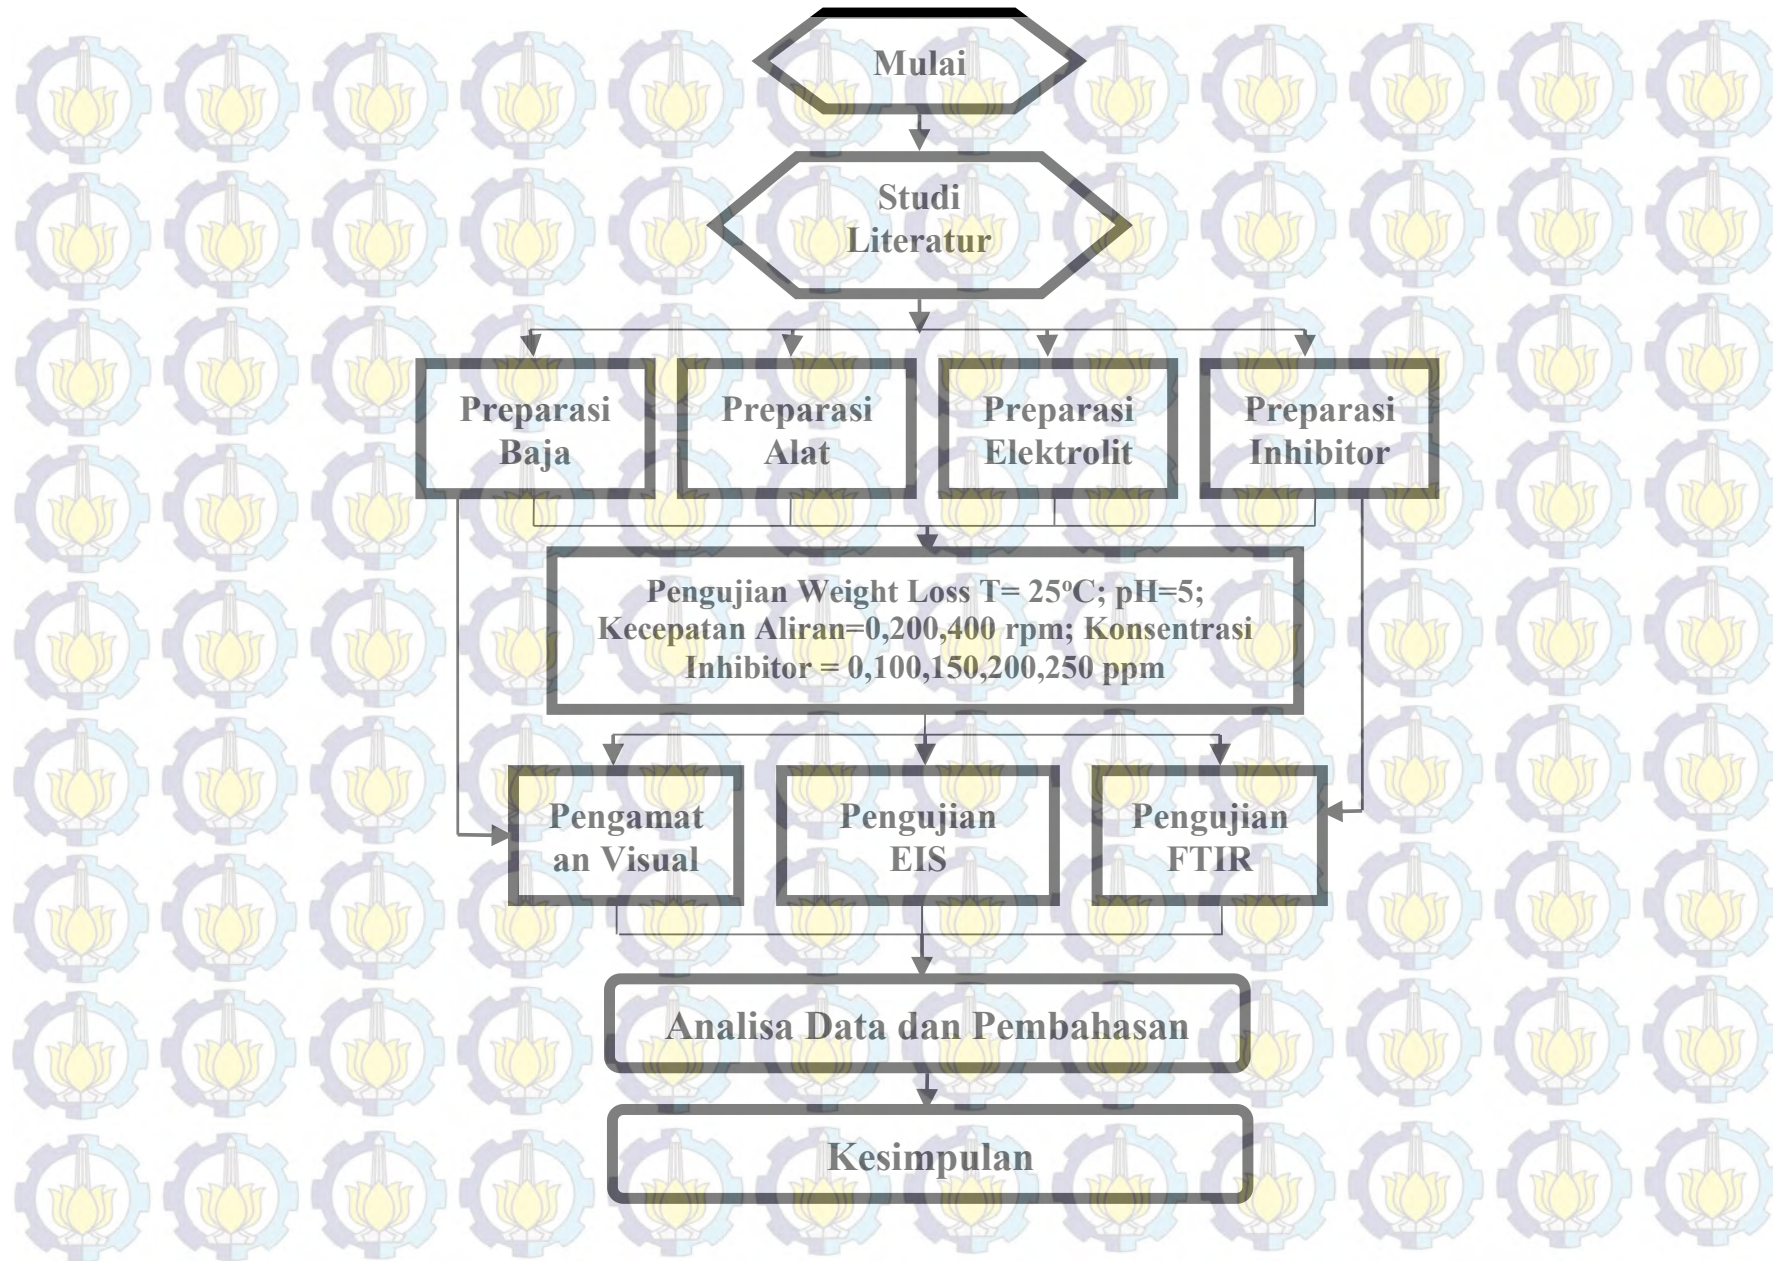 Mulai
Studi
Literatur
Preparasi
Baja
Preparasi
Alat
Preparasi
Elektrolit
Preparasi
Inhibitor
Pengujian Weight Loss T= 25°C; pH=5;
Kecepatan Aliran=0,200,400 rpm; Konsentrasi
Inhibitor = 0,100,150,200,250 ppm
Pengamat
an Visual
Pengujian
EIS
Pengujian
FTIR
Analisa Data dan Pembahasan
Kesimpulan